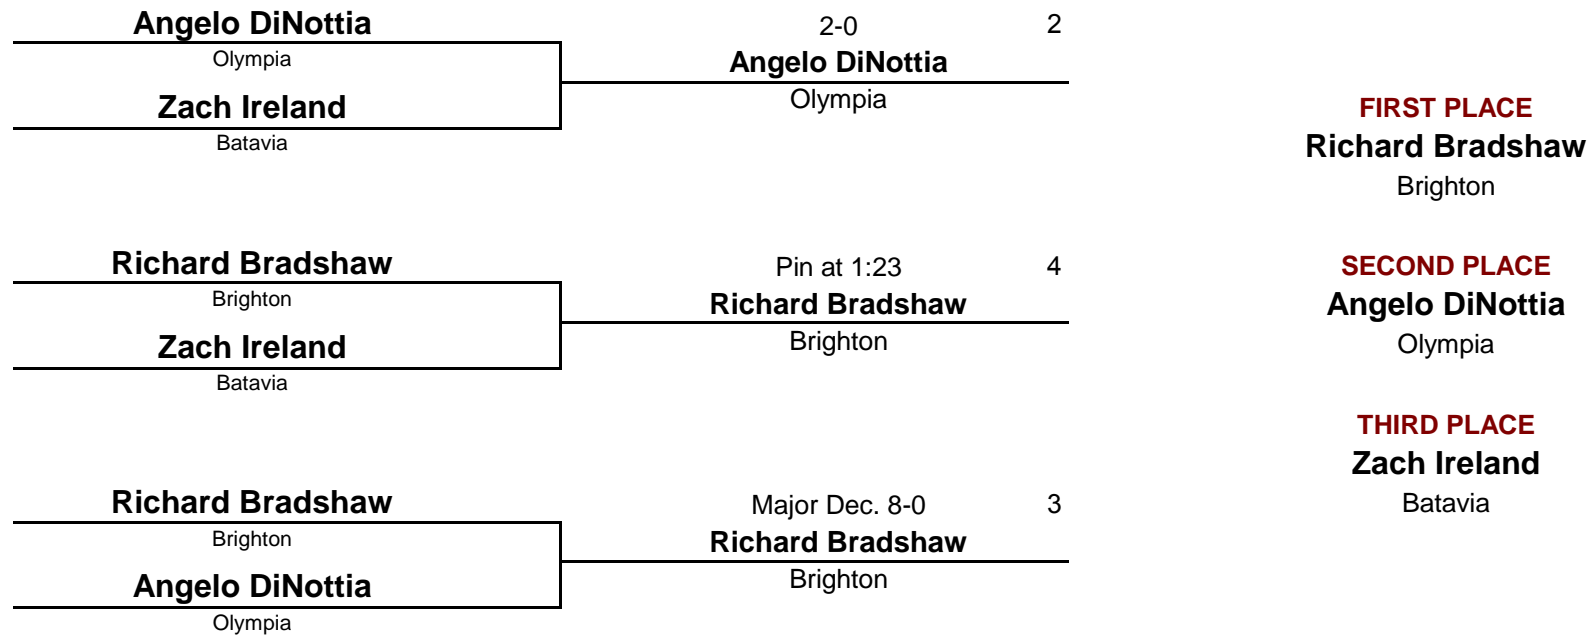 Angelo DiNottia
Olympia
Zach Ireland
Batavia
2-0 2
Angelo DiNottia
Olympia
Richard Bradshaw
Brighton
Zach Ireland
Batavia
Pin at 1:23 4
Richard Bradshaw
Brighton
Richard Bradshaw
Brighton
Angelo DiNottia
Olympia
Major Dec. 8-0 3
Richard Bradshaw
Brighton
FIRST PLACE
Richard Bradshaw
Brighton
SECOND PLACE
Angelo DiNottia
Olympia
THIRD PLACE
Zach Ireland
Batavia